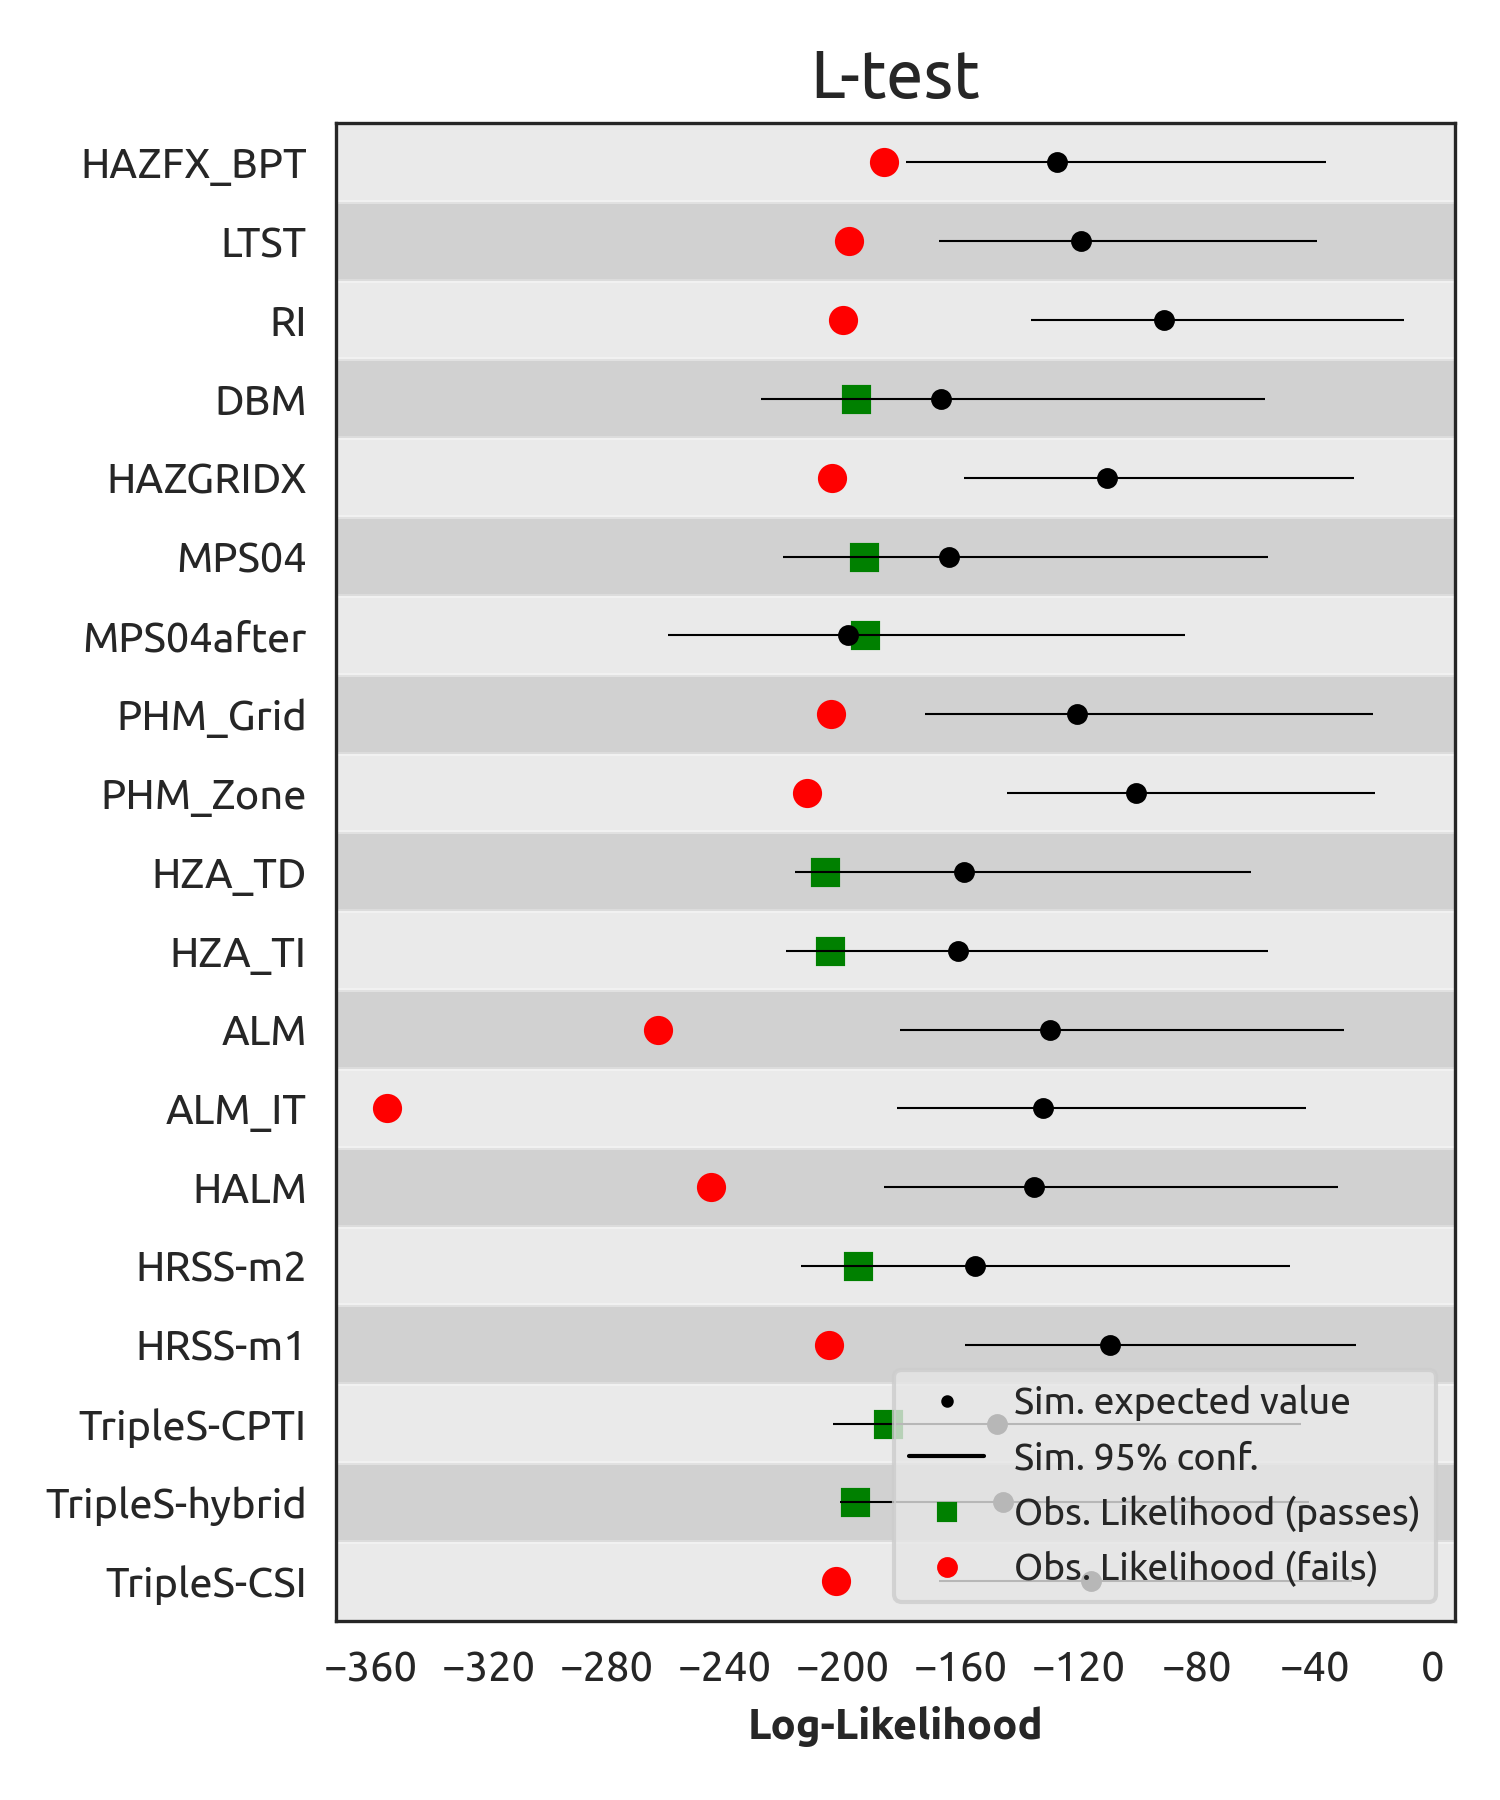 L-test
HAZFX_BPT
LTST
RI
DBM
HAZGRIDX
MPS04
MPS04after
PHM_Grid
PHM_Zone
HZA_TD
HZA_TI
ALM
ALM_IT
HALM
HRSS-m2
HRSS-m1
TripleS-CPTI
TripleS-hybrid
TripleS-CSI
Sim. expected value
Sim. 95% conf.
Obs. Likelihood (passes)
Obs. Likelihood (fails)
−360 −320 −280 −240 −200 −160 −120 −80 −40 0
Log-Likelihood